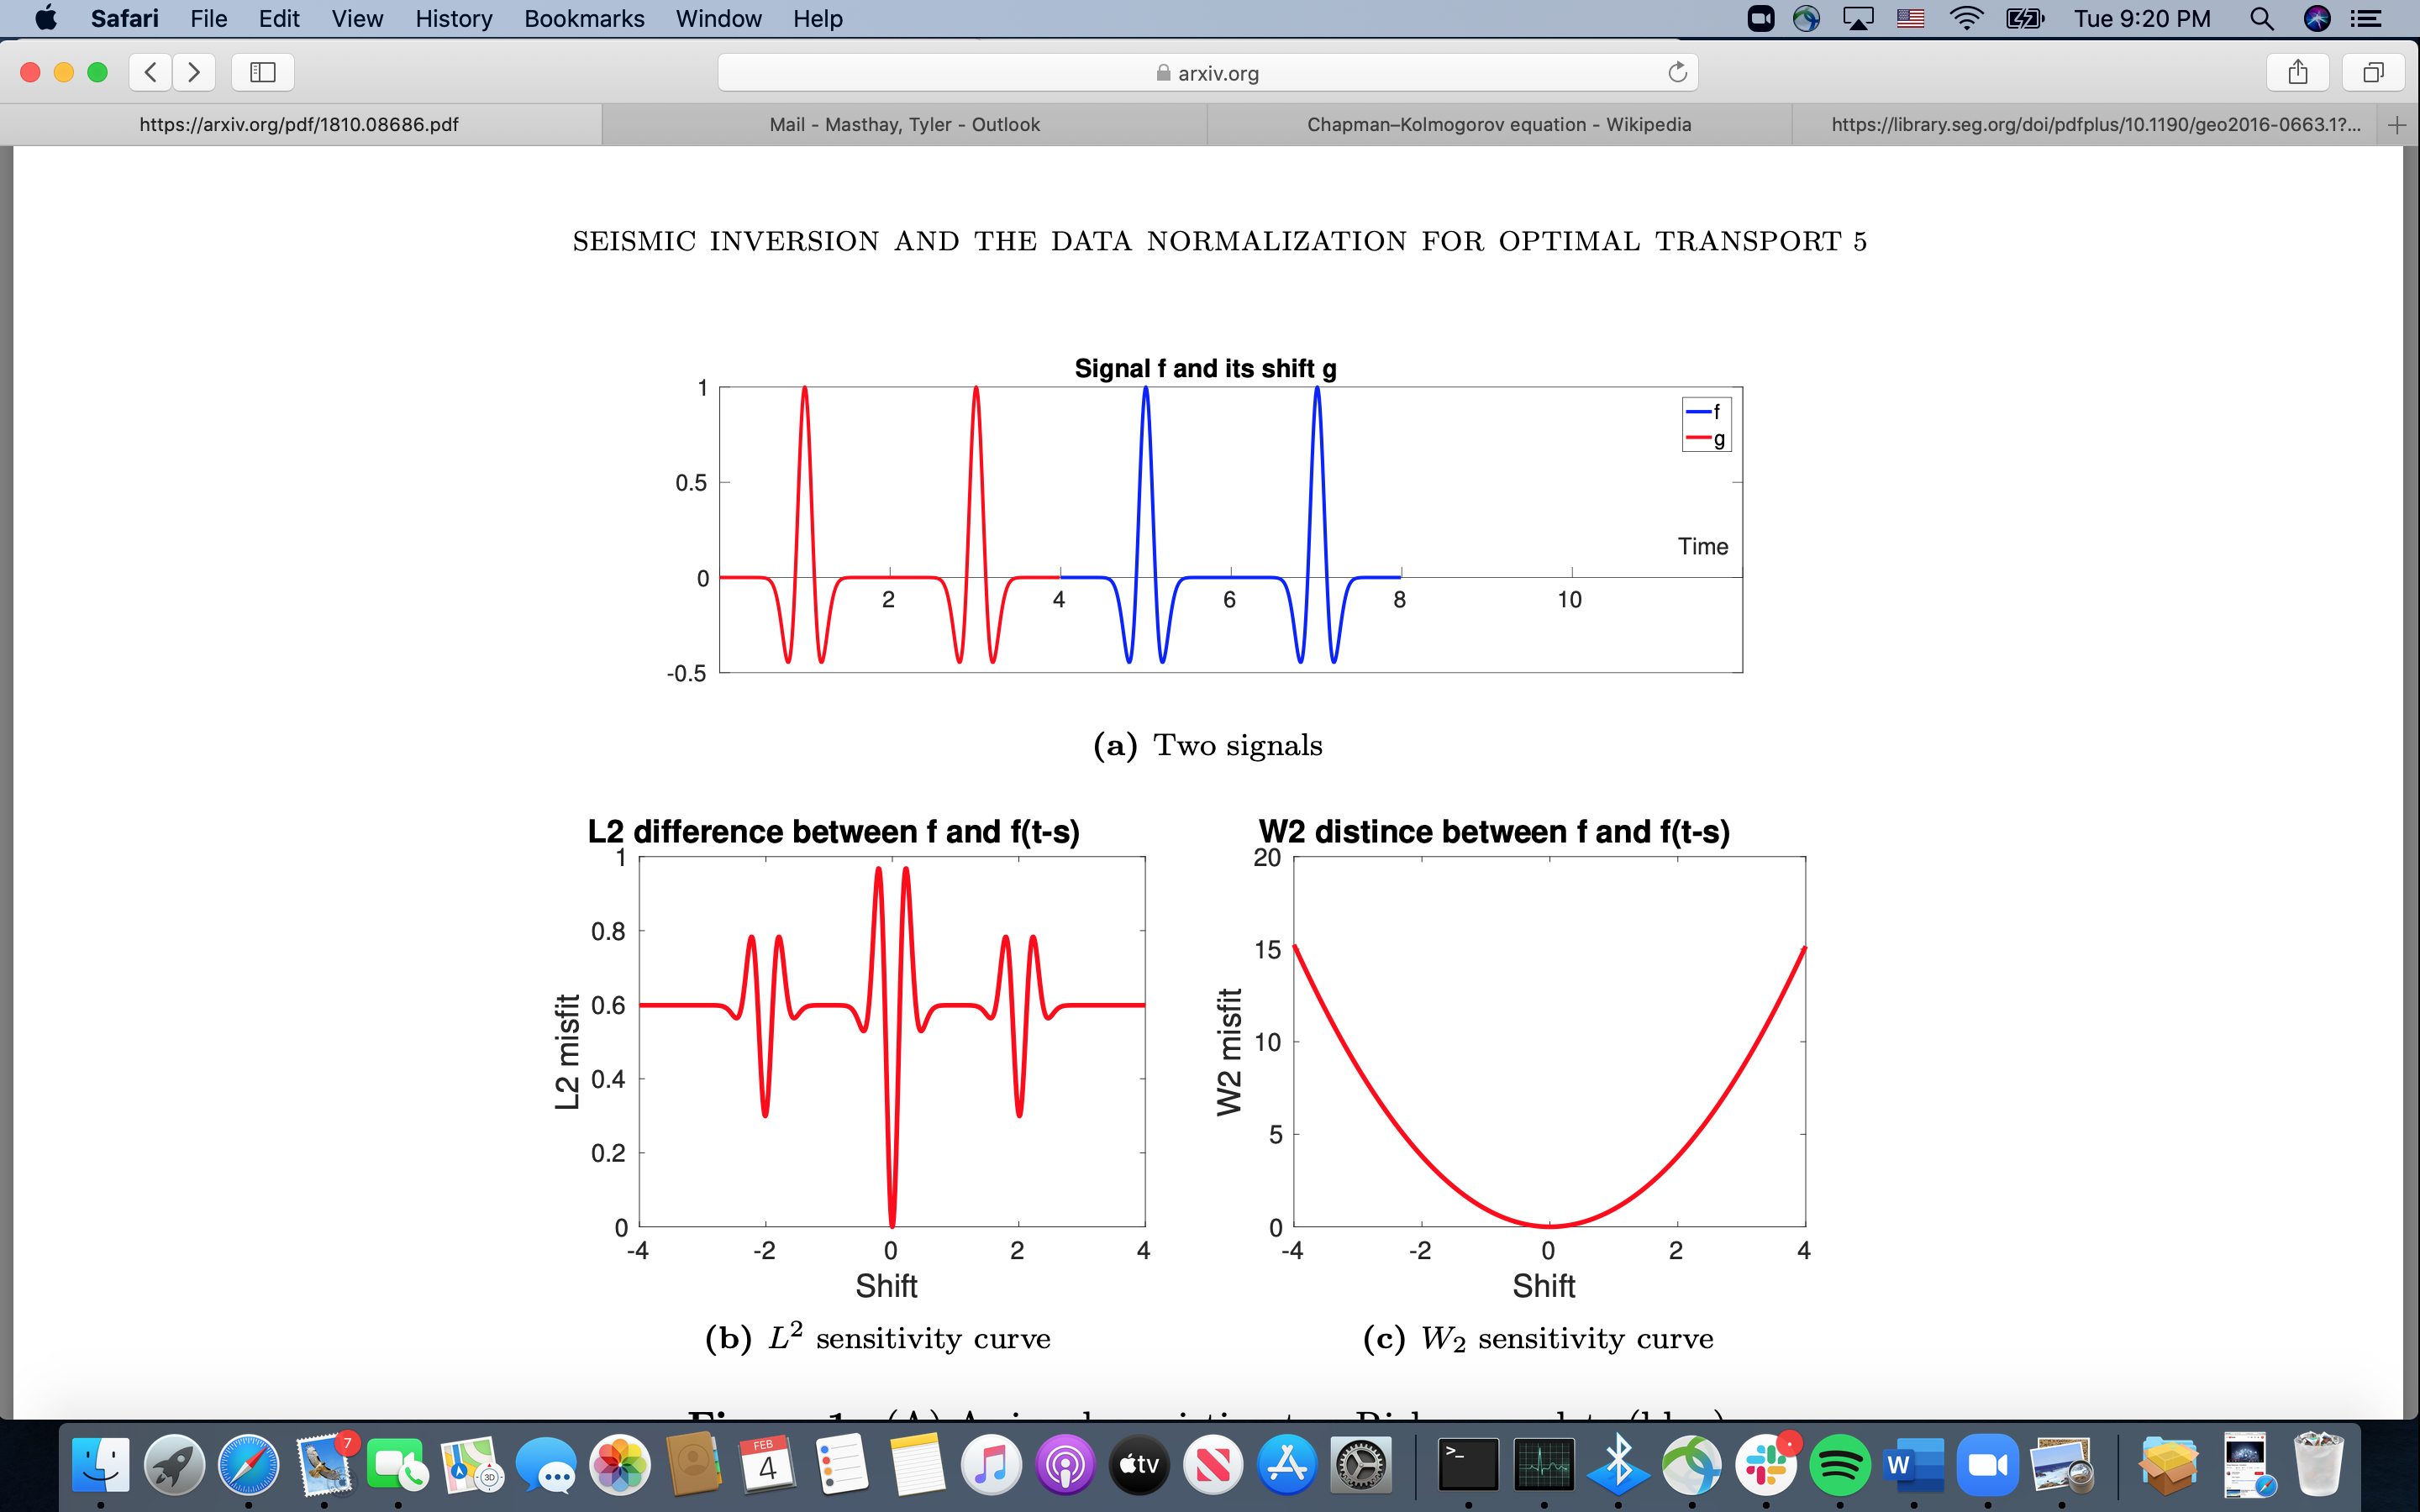 Safari File Edit View History Bookmarks Window Help Tue 9:20 PM
arxiv.org
https://arxiv.org/pdf/1810.08686.pdf Mail - Masthay, Tyler - Outlook Chapman–Kolmogorov equation - Wikipedia https://library.seg.org/doi/pdfplus/10.1190/geo2016-0663.1?...
SEISMIC INVERSION AND THE DATA NORMALIZATION FOR OPTIMAL TRANSPORT 5
Signal f and its shift g
1
f
g
0.5
Time
0
2 4 6 8 10
-0.5
(a) Two signals
L2 difference between f and f(t-s)
1
0.8
0.6
0.4
0.2
0
L2 misfit
-4 -2 0 2 4
Shift
(b) L² sensitivity curve
W2 distince between f and f(t-s)
20
15
10
5
0
W2 misfit
-4 -2 0 2 4
Shift
(c) W₂ sensitivity curve
7
3D
FEB
4
tv
>_
W